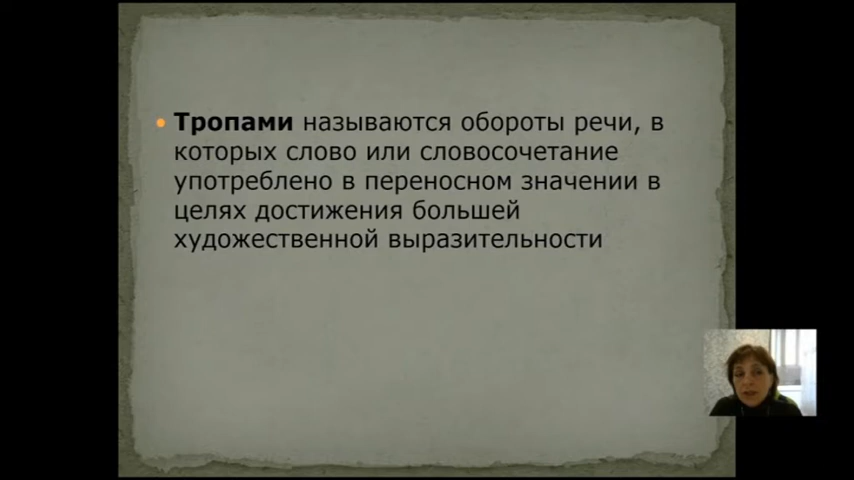 Тропами называются обороты речи, в
которых слово или словосочетание
употреблено в переносном значении в
целях достижения большей
художественной выразительности